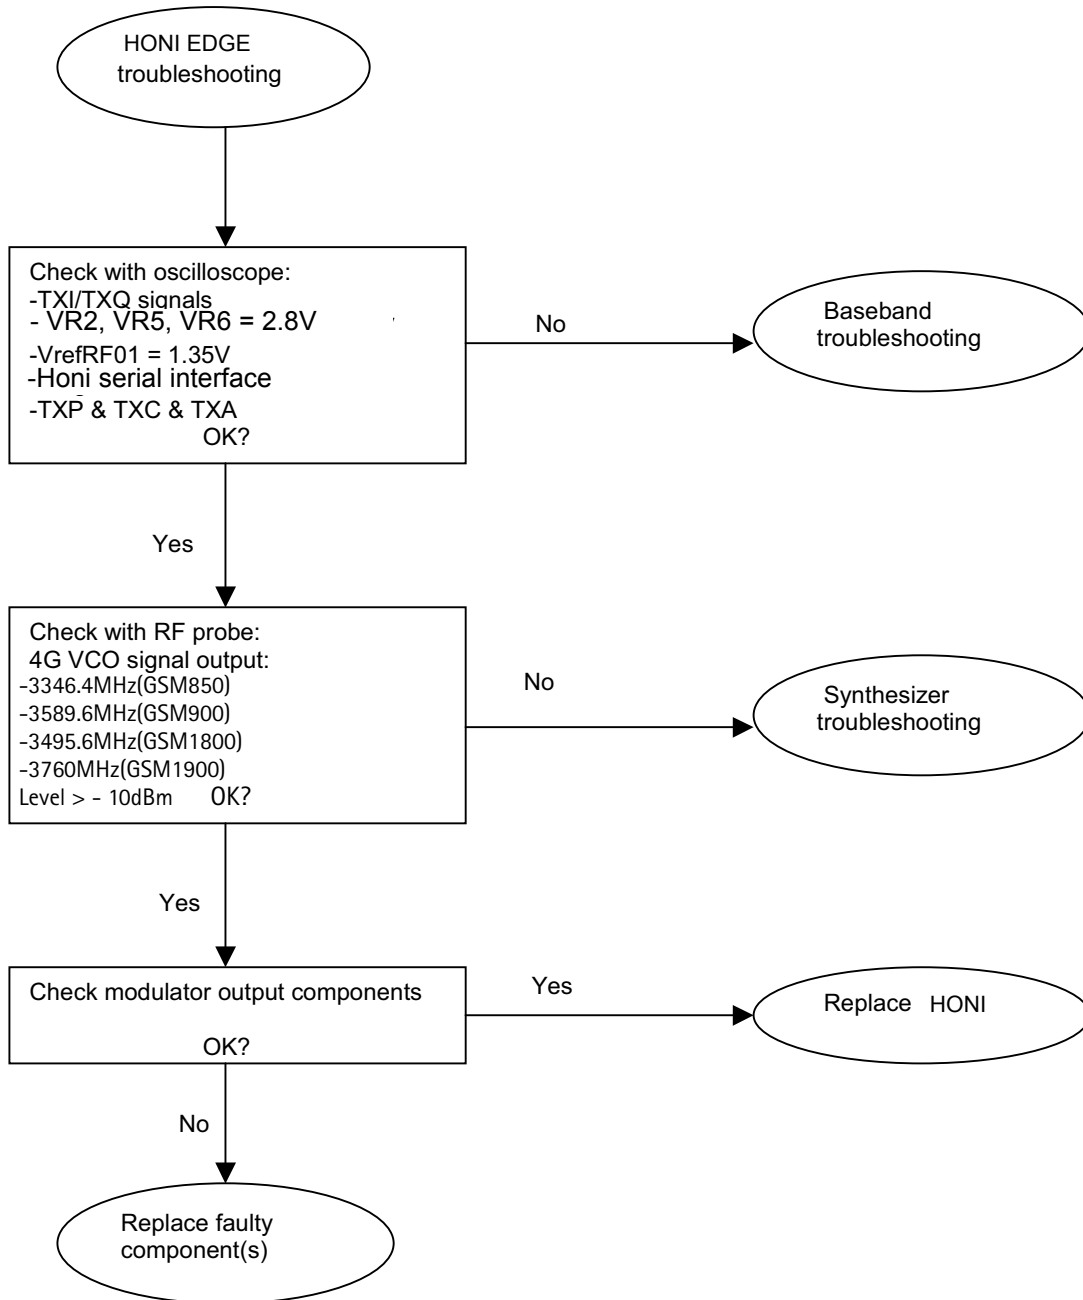 HONI EDGE
troubleshooting
Check with oscilloscope:
-TXI/TXQ signals
- VR2, VR5, VR6 = 2.8V
-VrefRF01 = 1.35V
-Honi serial interface
-TXP & TXC & TXA
OK?
No
Baseband
troubleshooting
Yes
Check with RF probe:
4G VCO signal output:
-3346.4MHz(GSM850)
-3589.6MHz(GSM900)
-3495.6MHz(GSM1800)
-3760MHz(GSM1900)
Level > - 10dBm OK?
No
Synthesizer
troubleshooting
Yes
Check modulator output components
OK?
Yes
Replace HONI
No
Replace faulty
component(s)